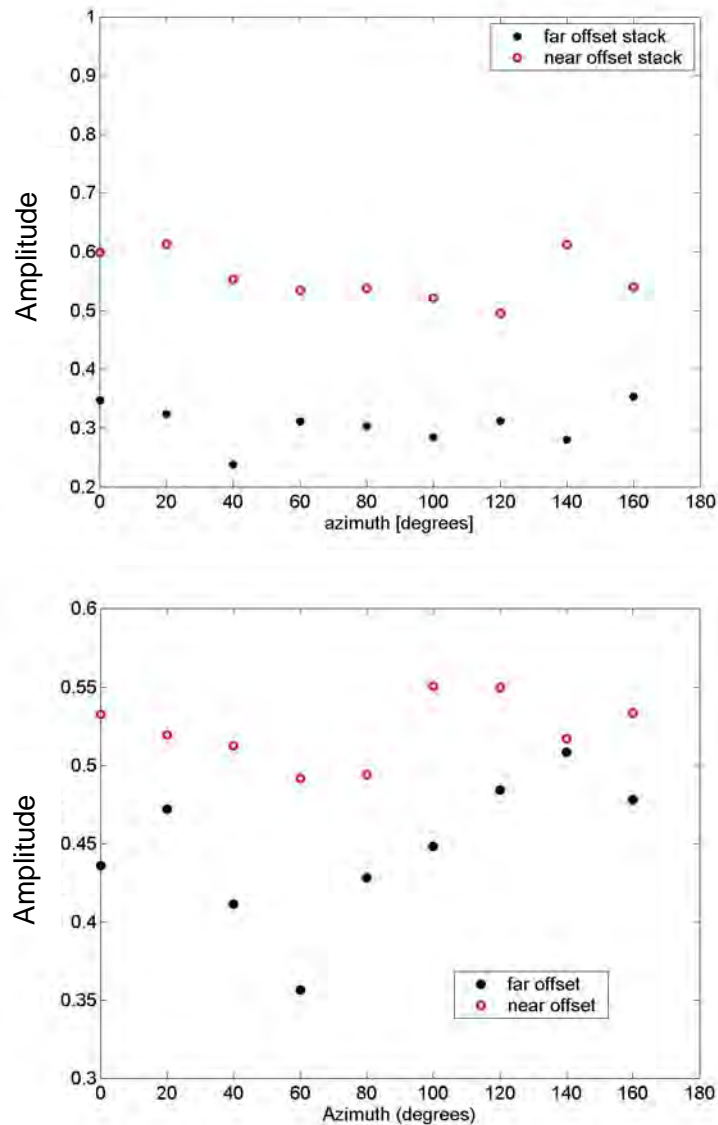 1
0.9
0.8
0.7
0.6
0.5
0.4
0.3
0.2
Amplitude
far offset stack
near offset stack
0 20 40 60 80 100 120 140 160 180
azimuth [degrees]
0.6
0.55
0.5
0.45
0.4
0.35
0.3
Amplitude
far offset
near offset
0 20 40 60 80 100 120 140 160 180
Azimuth (degrees)